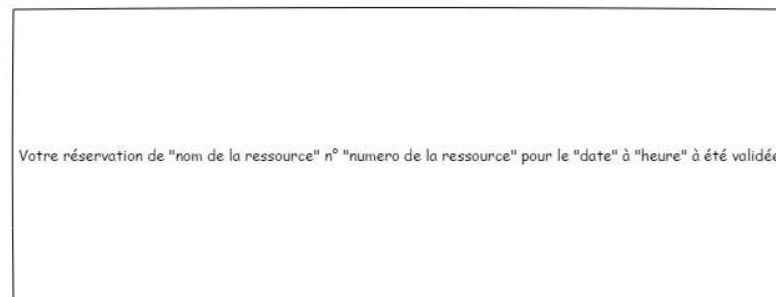 Votre réservation de "nom de la ressource" n° "numero de la ressource" pour le "date" à "heure" à été validée